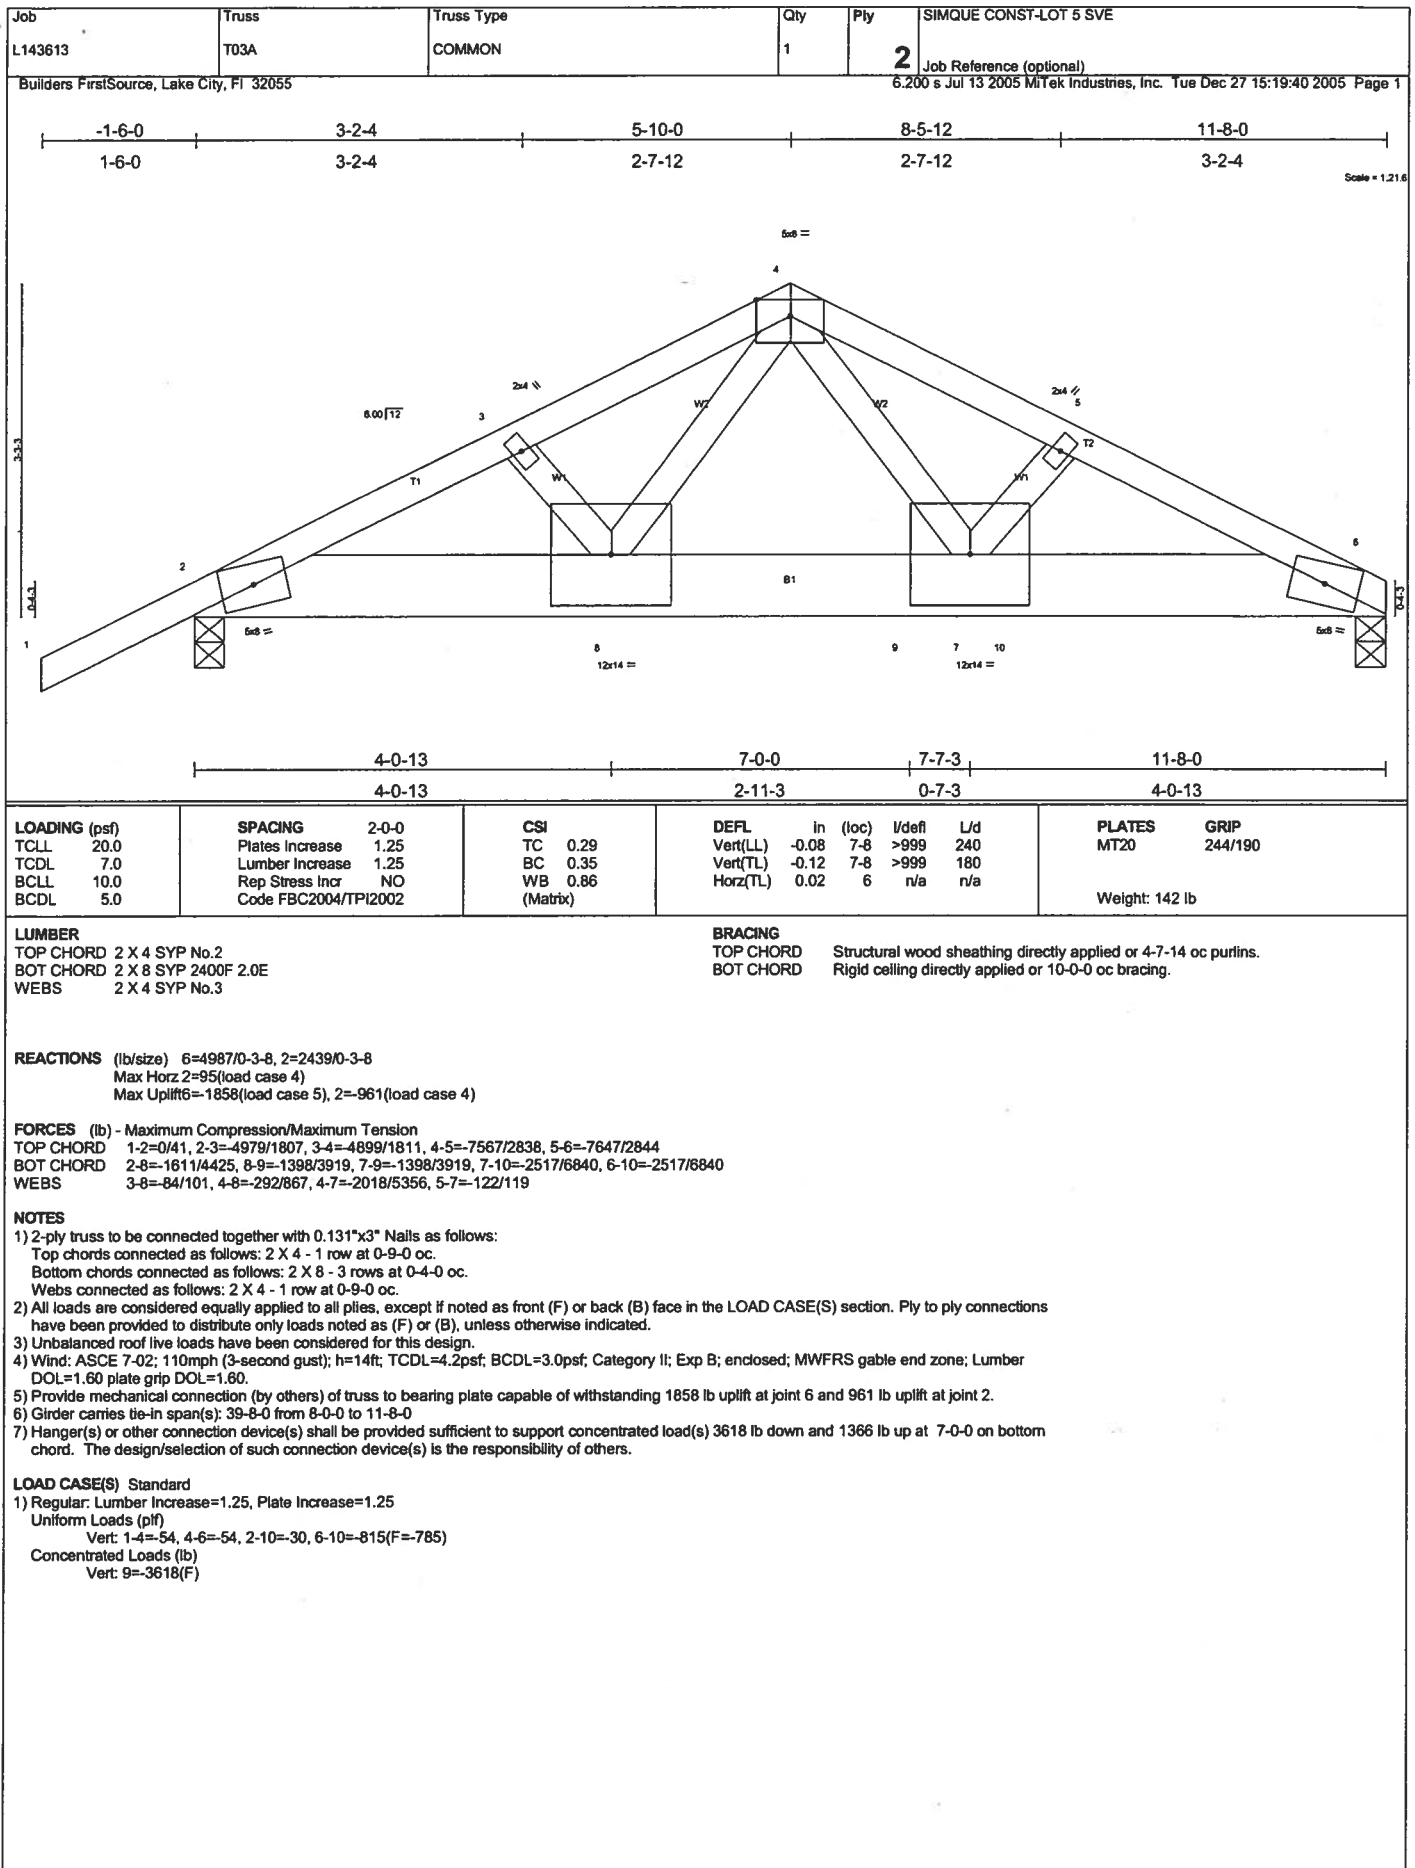 Job
Truss
Truss Type
Qty
Ply
SIMQUE CONST-LOT 5 SVE
L143613
T03A
COMMON
1
2
Job Reference (optional)
Builders FirstSource, Lake City, Fl 32055
6.200 s Jul 13 2005 MiTek Industries, Inc. Tue Dec 27 15:19:40 2005 Page 1
-1-6-0 3-2-4 5-10-0 8-5-12 11-8-0
1-6-0 3-2-4 2-7-12 2-7-12 3-2-4
Scale = 1:21.6
5x8 =
4
2x4 \\
3
6.00 12
2x4 //
5
W2
W2
T2
T1
W1
W1
3-3-3
0-4-3
2
6
B1
0-4-3
1
5x8 =
8
12x14 =
9
7
10
12x14 =
5x8 =
4-0-13 7-0-0 7-7-3 11-8-0
4-0-13 2-11-3 0-7-3 4-0-13
LOADING (psf)
TCLL 20.0
TCDL 7.0
BCLL 10.0
BCDL 5.0
SPACING 2-0-0
Plates Increase 1.25
Lumber Increase 1.25
Rep Stress Incr NO
Code FBC2004/TPI2002
CSI
TC 0.29
BC 0.35
WB 0.86
(Matrix)
DEFL in (loc) l/defl L/d
Vert(LL) -0.08 7-8 >999 240
Vert(TL) -0.12 7-8 >999 180
Horz(TL) 0.02 6 n/a n/a
PLATES GRIP
MT20 244/190
Weight: 142 lb
LUMBER
TOP CHORD 2 X 4 SYP No.2
BOT CHORD 2 X 8 SYP 2400F 2.0E
WEBS 2 X 4 SYP No.3
BRACING
TOP CHORD Structural wood sheathing directly applied or 4-7-14 oc purlins.
BOT CHORD Rigid ceiling directly applied or 10-0-0 oc bracing.
REACTIONS (lb/size) 6=4987/0-3-8, 2=2439/0-3-8
Max Horz 2=95(load case 4)
Max Uplift6=-1858(load case 5), 2=-961(load case 4)
FORCES (lb) - Maximum Compression/Maximum Tension
TOP CHORD 1-2=0/41, 2-3=-4979/1807, 3-4=-4899/1811, 4-5=-7567/2838, 5-6=-7647/2844
BOT CHORD 2-8=-1611/4425, 8-9=-1398/3919, 7-9=-1398/3919, 7-10=-2517/6840, 6-10=-2517/6840
WEBS 3-8=-84/101, 4-8=-292/867, 4-7=-2018/5356, 5-7=-122/119
NOTES
1) 2-ply truss to be connected together with 0.131"x3" Nails as follows:
Top chords connected as follows: 2 X 4 - 1 row at 0-9-0 oc.
Bottom chords connected as follows: 2 X 8 - 3 rows at 0-4-0 oc.
Webs connected as follows: 2 X 4 - 1 row at 0-9-0 oc.
2) All loads are considered equally applied to all plies, except if noted as front (F) or back (B) face in the LOAD CASE(S) section. Ply to ply connections
have been provided to distribute only loads noted as (F) or (B), unless otherwise indicated.
3) Unbalanced roof live loads have been considered for this design.
4) Wind: ASCE 7-02; 110mph (3-second gust); h=14ft; TCDL=4.2psf; BCDL=3.0psf; Category II; Exp B; enclosed; MWFRS gable end zone; Lumber
DOL=1.60 plate grip DOL=1.60.
5) Provide mechanical connection (by others) of truss to bearing plate capable of withstanding 1858 lb uplift at joint 6 and 961 lb uplift at joint 2.
6) Girder carries tie-in span(s): 39-8-0 from 8-0-0 to 11-8-0
7) Hanger(s) or other connection device(s) shall be provided sufficient to support concentrated load(s) 3618 lb down and 1366 lb up at 7-0-0 on bottom
chord. The design/selection of such connection device(s) is the responsibility of others.
LOAD CASE(S) Standard
1) Regular: Lumber Increase=1.25, Plate Increase=1.25
Uniform Loads (plf)
Vert: 1-4=-54, 4-6=-54, 2-10=-30, 6-10=-815(F=-785)
Concentrated Loads (lb)
Vert: 9=-3618(F)